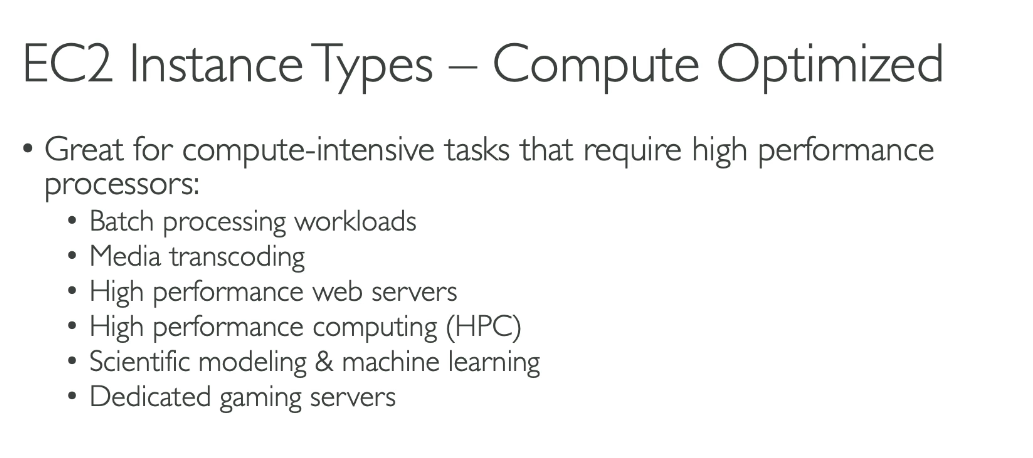 EC2 Instance Types – Compute Optimized
• Great for compute-intensive tasks that require high performance
processors:
• Batch processing workloads
• Media transcoding
• High performance web servers
• High performance computing (HPC)
• Scientific modeling & machine learning
• Dedicated gaming servers